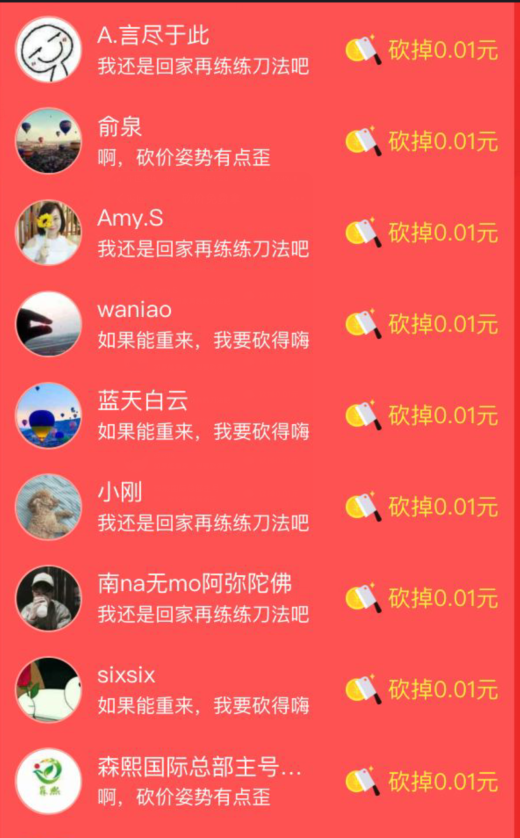 A.言尽于此
我还是回家再练练刀法吧
砍掉0.01元
俞泉
啊，砍价姿势有点歪
砍掉0.01元
Amy.S
我还是回家再练练刀法吧
砍掉0.01元
waniao
如果能重来，我要砍得嗨
砍掉0.01元
蓝天白云
如果能重来，我要砍得嗨
砍掉0.01元
小刚
我还是回家再练练刀法吧
砍掉0.01元
南na无mo阿弥陀佛
我还是回家再练练刀法吧
砍掉0.01元
sixsix
如果能重来，我要砍得嗨
砍掉0.01元
森熙
森熙国际总部主号...
啊，砍价姿势有点歪
砍掉0.01元